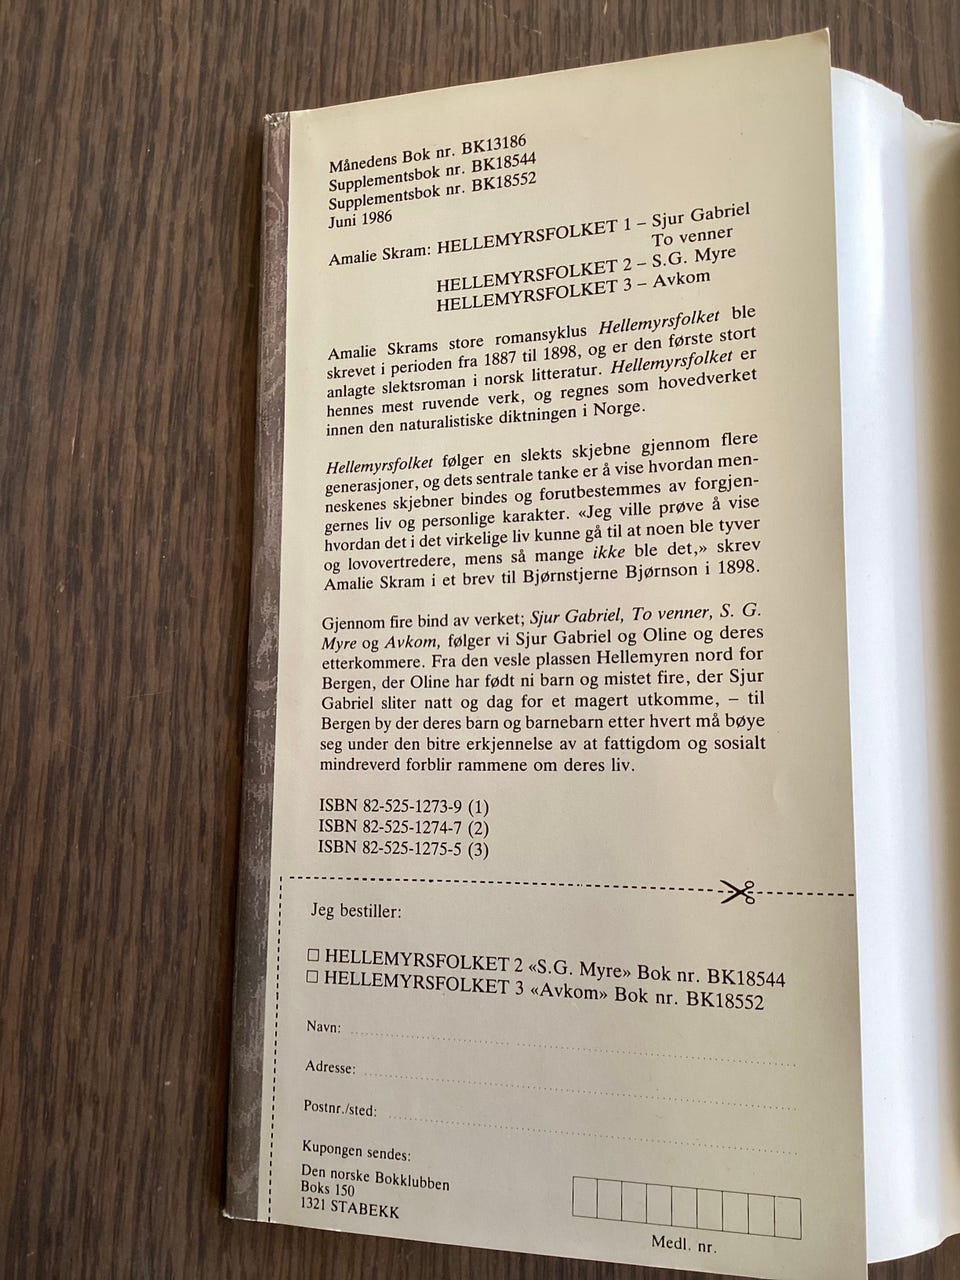 Månedens Bok nr. BK13186
Supplementsbok nr. BK18544
Supplementsbok nr. BK18552
Juni 1986
Amalie Skram: HELLEMYRSFOLKET 1 – Sjur Gabriel
To venner
HELLEMYRSFOLKET 2 – S.G. Myre
HELLEMYRSFOLKET 3 – Avkom
Amalie Skrams store romansyklus Hellemyrsfolket ble
skrevet i perioden fra 1887 til 1898, og er den første stort
anlagte slektsroman i norsk litteratur. Hellemyrsfolket er
hennes mest ruvende verk, og regnes som hovedverket
innen den naturalistiske diktningen i Norge.
Hellemyrsfolket følger en slekts skjebne gjennom flere
generasjoner, og dets sentrale tanke er å vise hvordan men-
neskenes skjebner bindes og forutbestemmes av forgjen-
gernes liv og personlige karakter. «Jeg ville prøve å vise
hvordan det i det virkelige liv kunne gå til at noen ble tyver
og lovovertredere, mens så mange ikke ble det,» skrev
Amalie Skram i et brev til Bjørnstjerne Bjørnson i 1898.
Gjennom fire bind av verket; Sjur Gabriel, To venner, S. G.
Myre og Avkom, følger vi Sjur Gabriel og Oline og deres
etterkommere. Fra den vesle plassen Hellemyren nord for
Bergen, der Oline har født ni barn og mistet fire, der Sjur
Gabriel sliter natt og dag for et magert utkomme, – til
Bergen by der deres barn og barnebarn etter hvert må bøye
seg under den bitre erkjennelse av at fattigdom og sosialt
mindreverd forblir rammene om deres liv.
ISBN 82-525-1273-9 (1)
ISBN 82-525-1274-7 (2)
ISBN 82-525-1275-5 (3)
Jeg bestiller:
☐ HELLEMYRSFOLKET 2 «S.G. Myre» Bok nr. BK18544
☐ HELLEMYRSFOLKET 3 «Avkom» Bok nr. BK18552
Navn:
Adresse:
Postnr./sted:
Kupongen sendes:
Den norske Bokklubben
Boks 150
1321 STABEKK
Medl. nr.